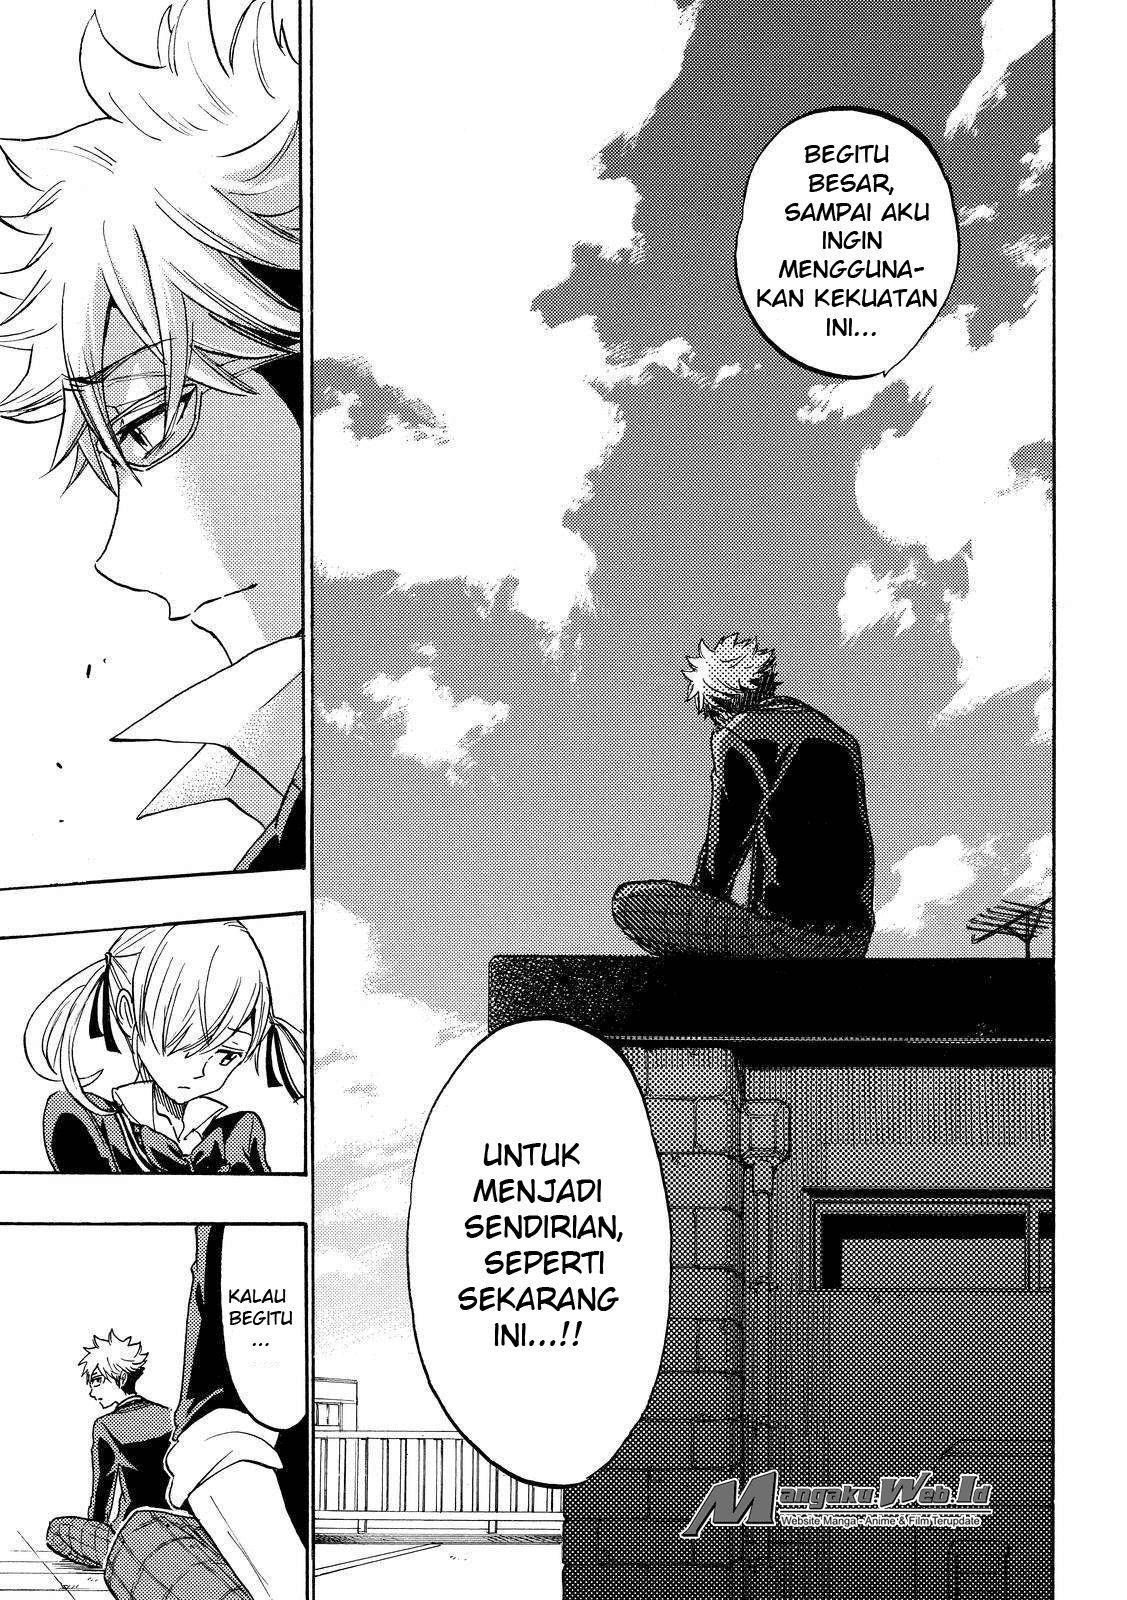 BEGITU
BESAR,
SAMPAI AKU
INGIN
MENGGUNA-
KAN KEKUATAN
INI...
UNTUK
MENJADI
SENDIRIAN,
SEPERTI
SEKARANG
INI...!!
KALAU
BEGITU
...
Mangaku Web.Id
Website Manga - Anime & Film Terupdate